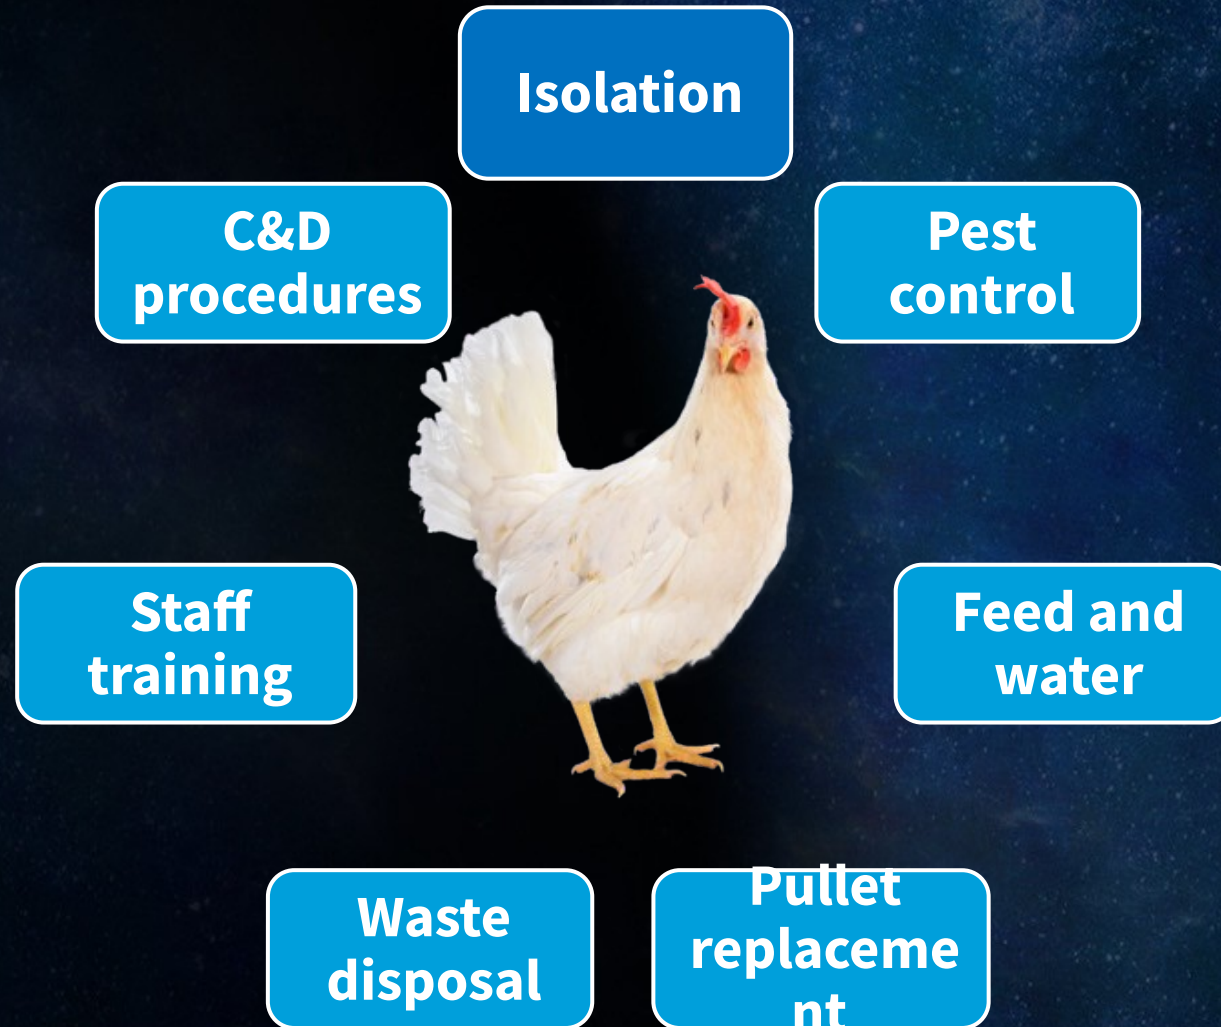 Isolation
C&D
procedures
Pest
control
Staff
training
Feed and
water
Waste
disposal
Pullet
replaceme
nt